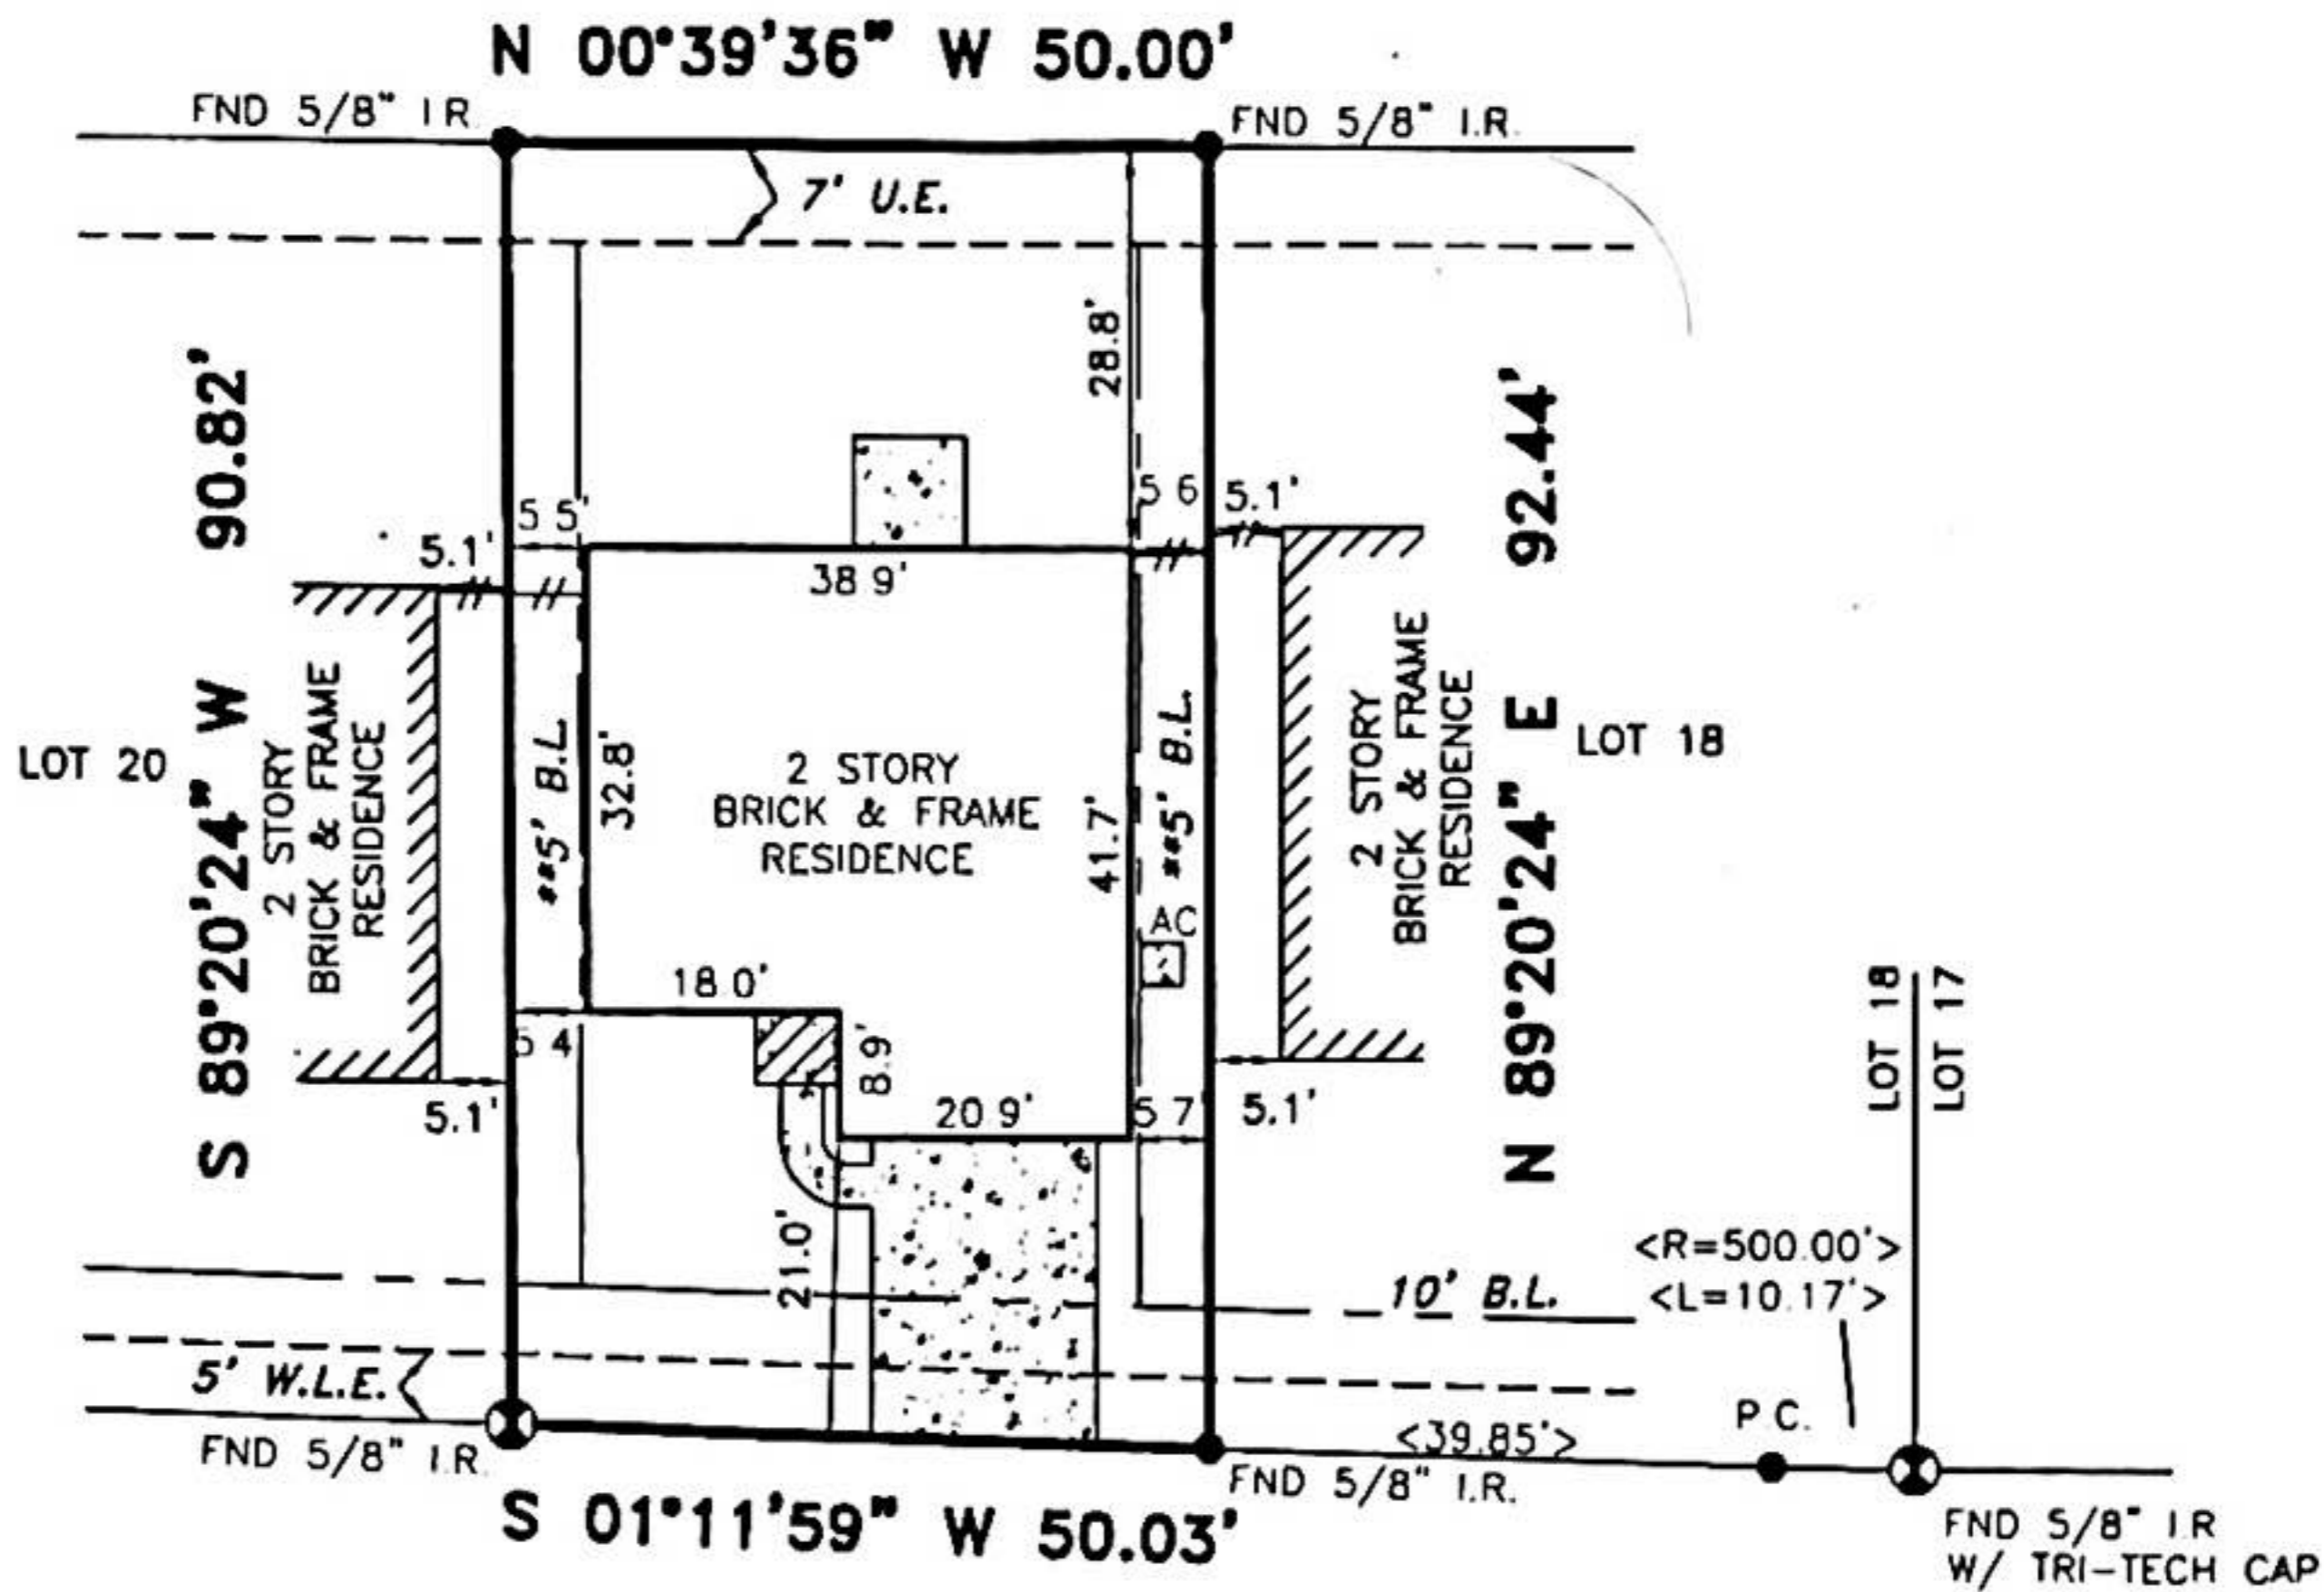 N 00°39'36" W 50.00'
FND 5/8" I R
FND 5/8" I.R.
7' U.E.
28.8'
S 89°20'24" W 90.82'
N 89°20'24" E 92.44'
5 5'
5 6
5.1'
5.1'
38 9'
LOT 20
2 STORY
BRICK & FRAME
RESIDENCE
**5' B.L.
32.8'
2 STORY
BRICK & FRAME
RESIDENCE
41.7'
**5' B.L.
AC
2 STORY
BRICK & FRAME
RESIDENCE
LOT 18
18 0'
5 4
8.9'
5.1'
20 9'
5 7'
5.1'
LOT 18
LOT 17
21.0'
<R=500.00'>
10' B.L.
<L=10.17'>
5' W.L.E.
P C.
<39.85'>
FND 5/8" I.R.
FND 5/8" I.R.
S 01°11'59" W 50.03'
FND 5/8" I.R
W/ TRI-TECH CAP